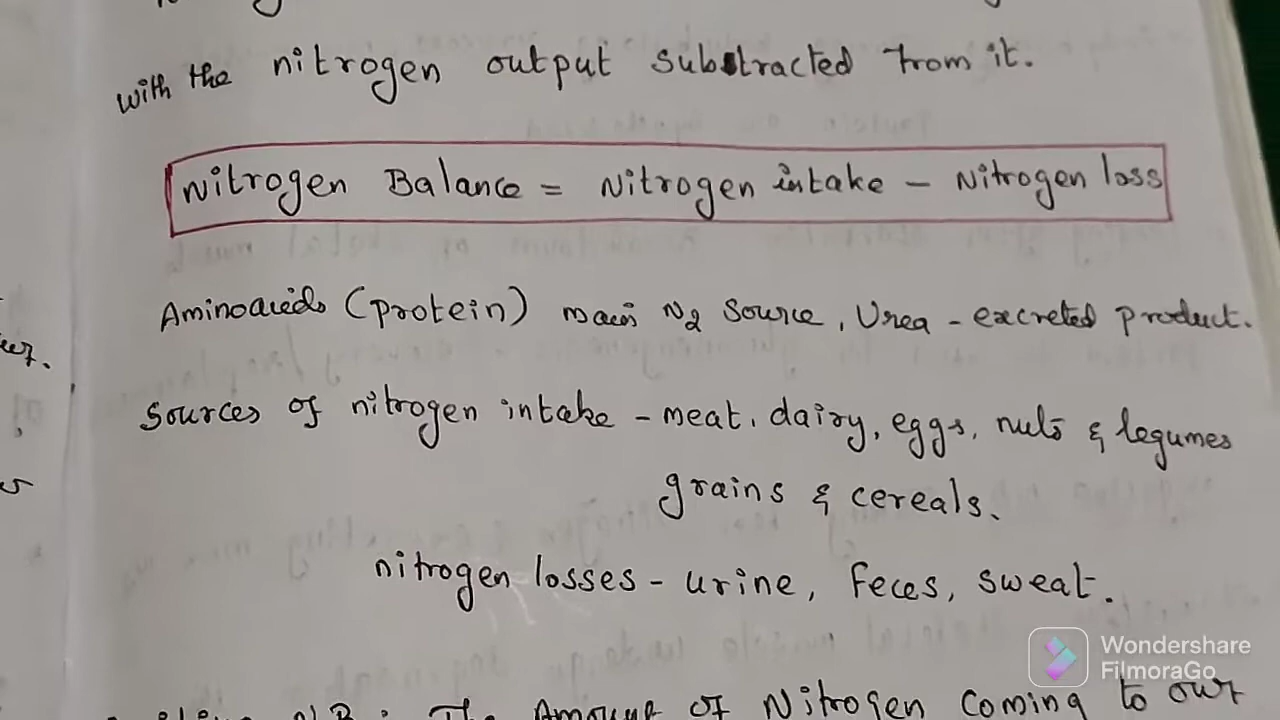 with the nitrogen output substracted from it.
Nitrogen Balance = Nitrogen intake - Nitrogen loss
Aminoacids (protein) main N2 Source, Urea - excreted product.
Sources of nitrogen intake - meat, dairy, eggs, nuts & legumes
grains & cereals.
nitrogen losses - urine, Feces, sweat.
N.B: The Amount of Nitrogen Coming to our
Wondershare
FilmoraGo